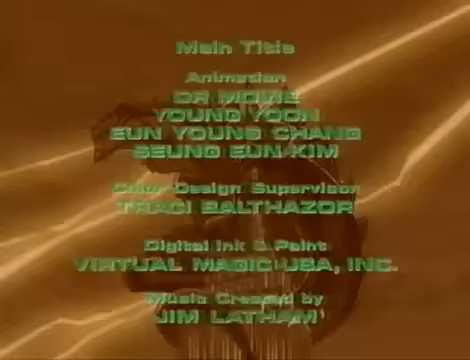 Main Title
Animation
DR MOVIE
YOUNG YOON
EUN YOUNG CHANG
SEUNG EUN KIM
Color Design Supervisor
TRACI BALTHAZOR
Digital Ink & Paint
VIRTUAL MAGIC USA, INC.
Music Created by
JIM LATHAM